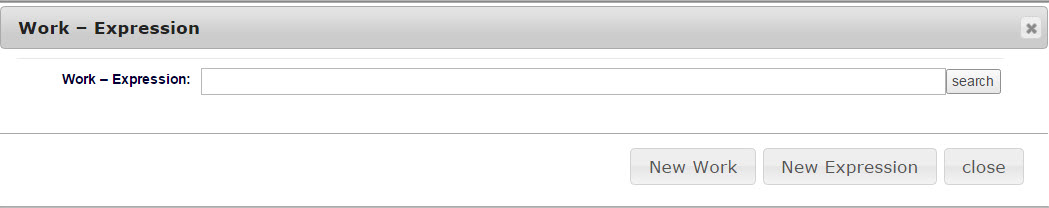 Work – Expression
Work – Expression: search
New Work New Expression close